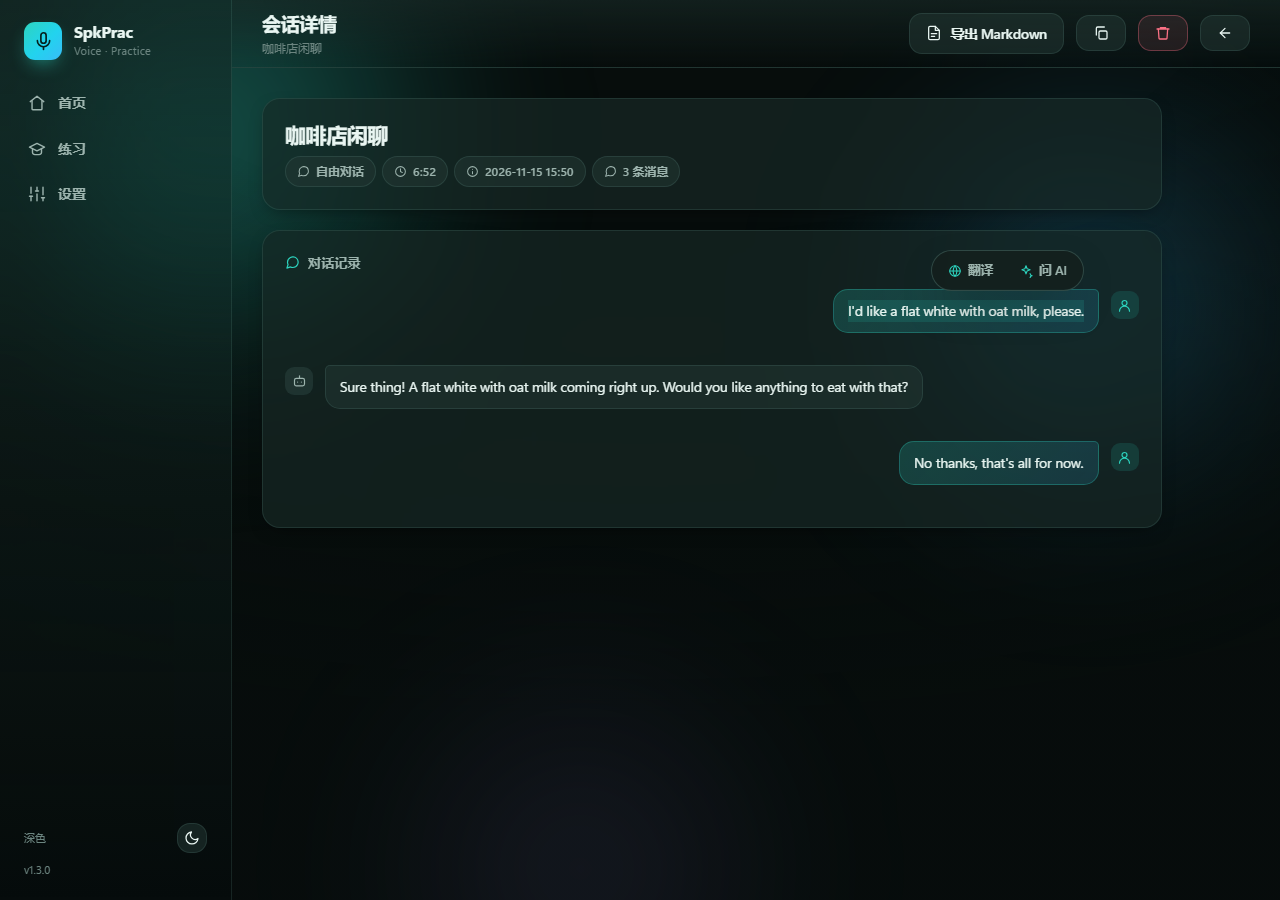 SpkPrac
Voice · Practice
首页
练习
设置
深色
v1.3.0
会话详情
咖啡店闲聊
导出 Markdown
咖啡店闲聊
自由对话
6:52
2026-11-15 15:50
3 条消息
对话记录
翻译
问 AI
I'd like a flat white with oat milk, please.
Sure thing! A flat white with oat milk coming right up. Would you like anything to eat with that?
No thanks, that's all for now.